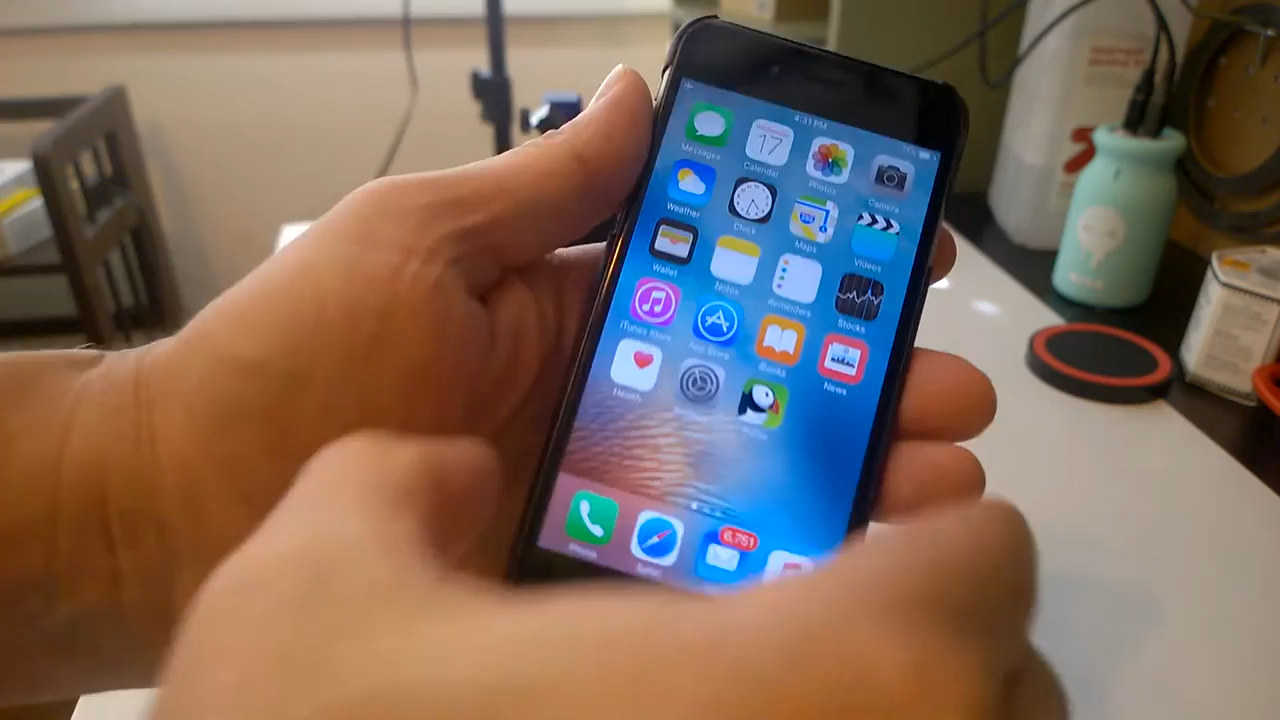 4:31 PM
Messages
17
Calendar
Photos
Camera
Weather
Clock
Maps
Videos
Wallet
Notes
Reminders
Stocks
iTunes Store
App Store
iBooks
News
Health
6,751